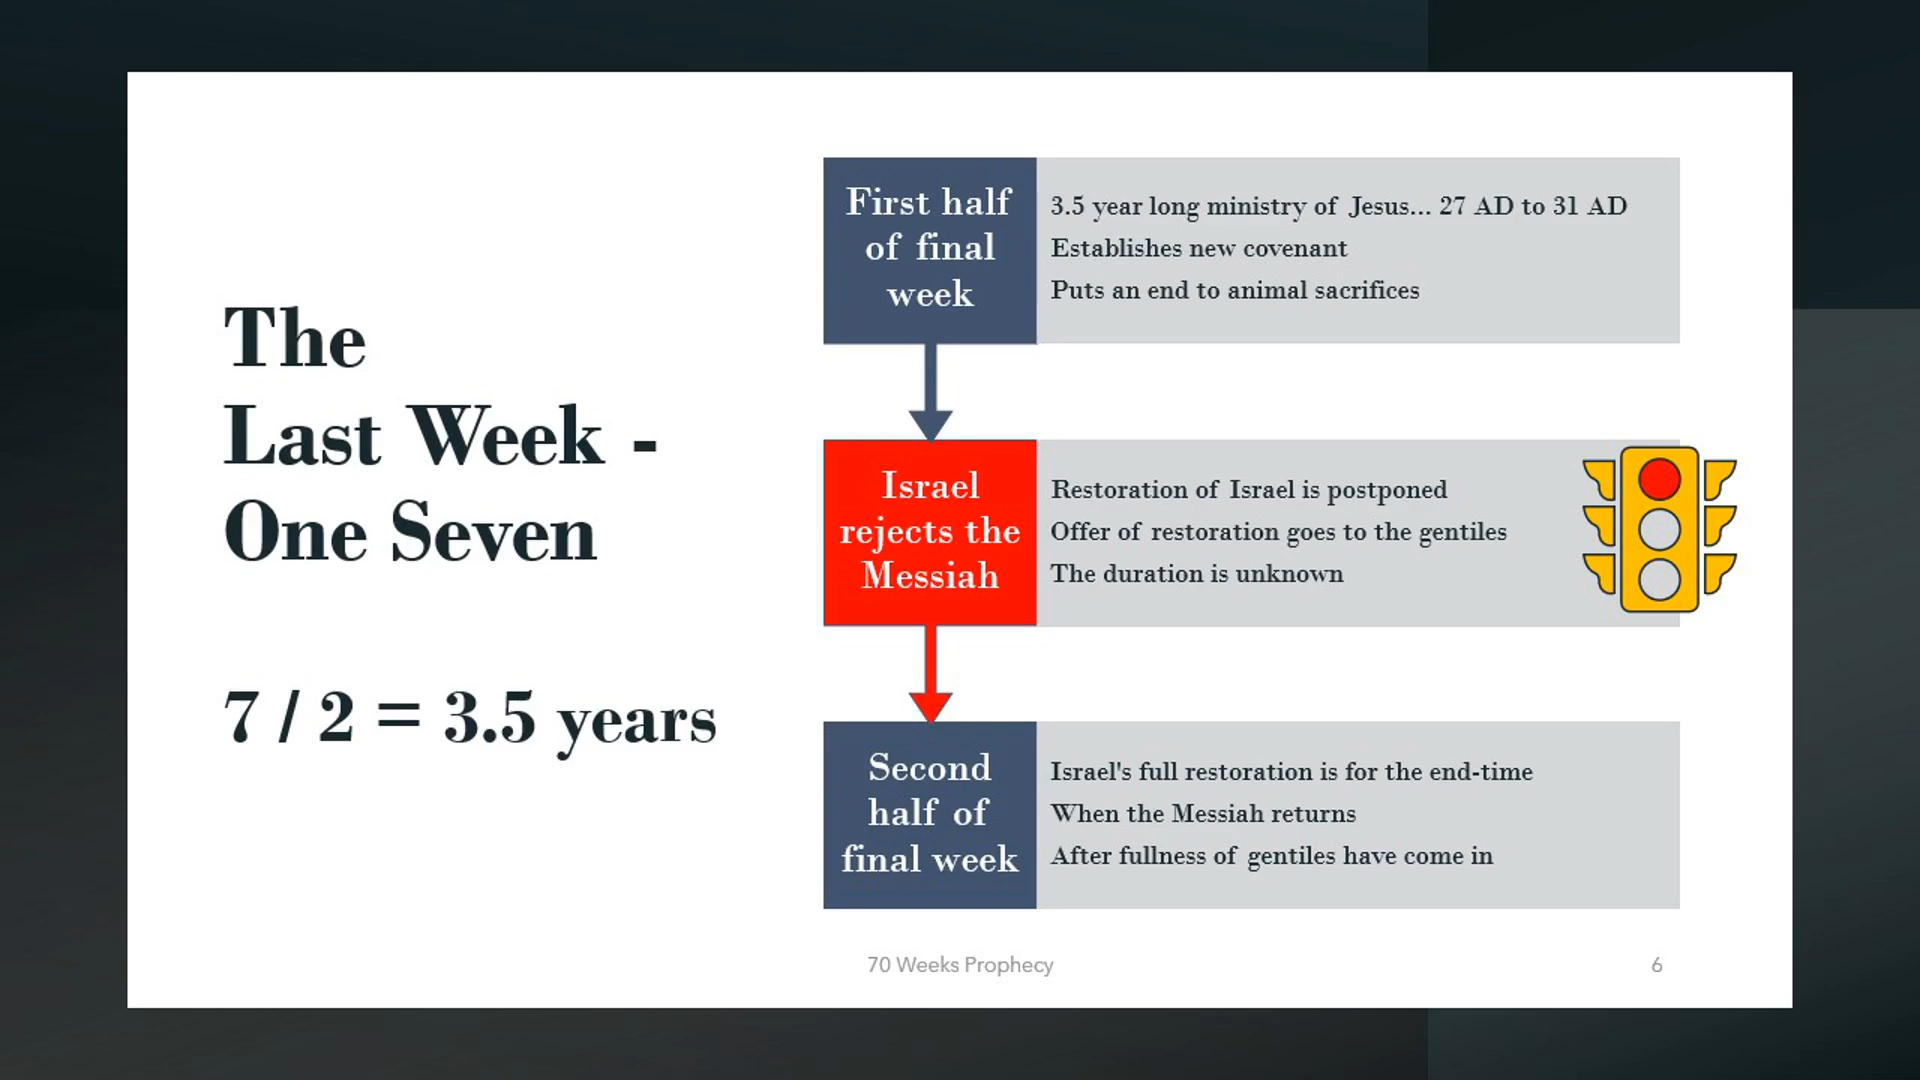 The
Last Week -
One Seven
7 / 2 = 3.5 years
First half
of final
week
3.5 year long ministry of Jesus... 27 AD to 31 AD
Establishes new covenant
Puts an end to animal sacrifices
Israel
rejects the
Messiah
Restoration of Israel is postponed
Offer of restoration goes to the gentiles
The duration is unknown
Second
half of
final week
Israel's full restoration is for the end-time
When the Messiah returns
After fullness of gentiles have come in
70 Weeks Prophecy
6